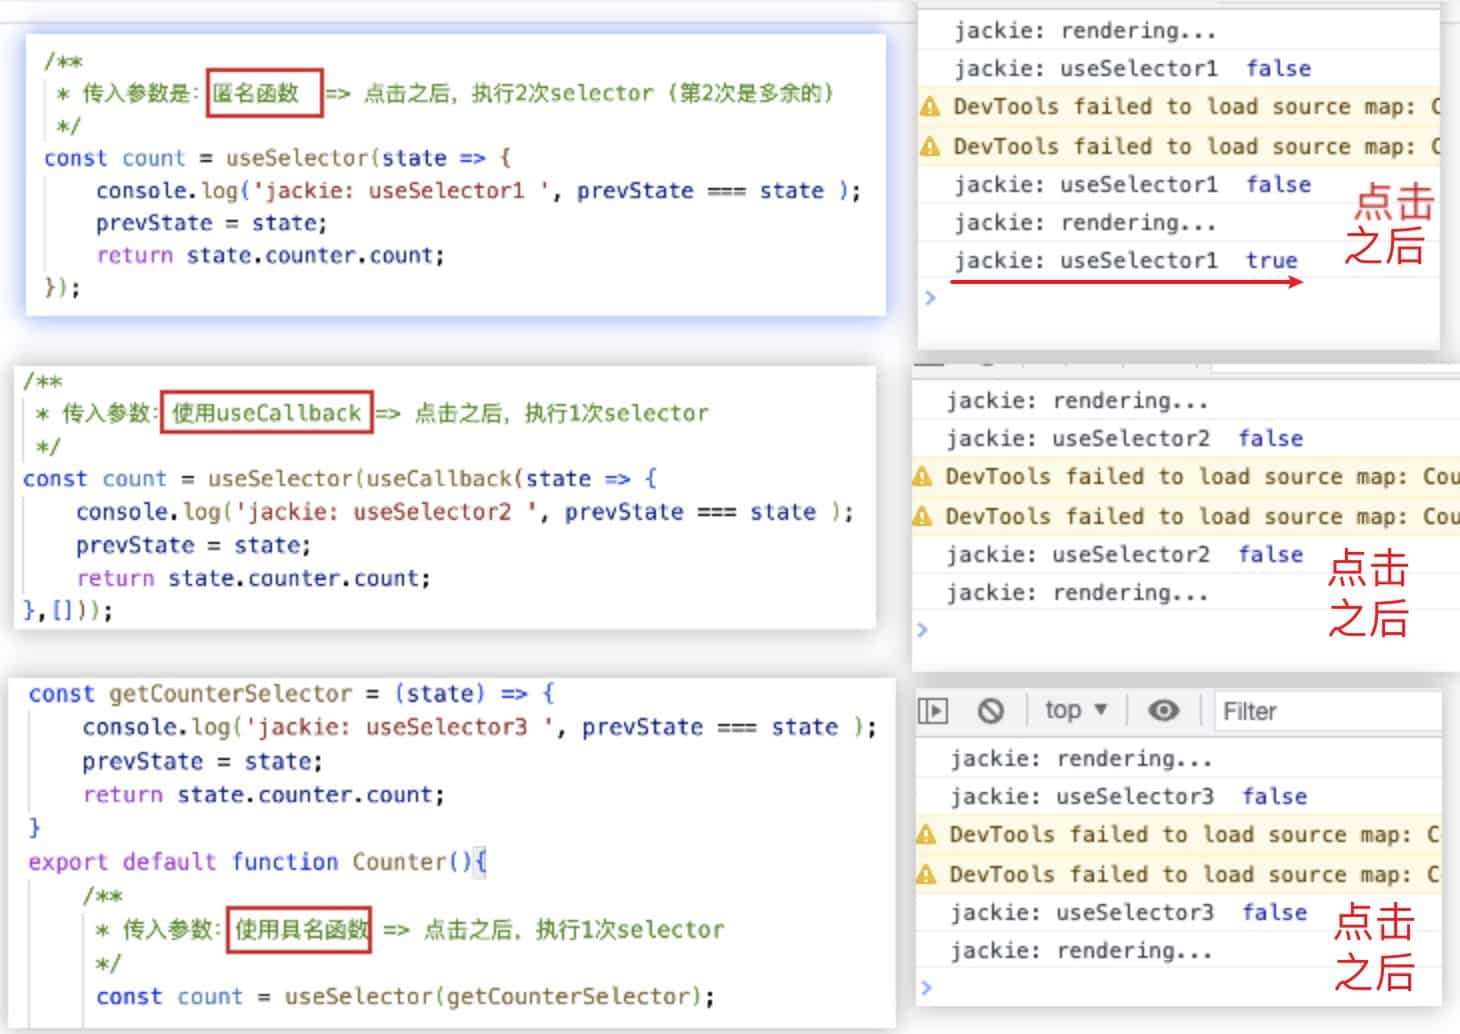 /**
* 传入参数是: 匿名函数 => 点击之后, 执行2次selector (第2次是多余的)
*/
const count = useSelector(state => {
console.log('jackie: useSelector1 ', prevState === state );
prevState = state;
return state.counter.count;
});
jackie: rendering...
jackie: useSelector1 false
DevTools failed to load source map: C
DevTools failed to load source map: C
jackie: useSelector1 false
jackie: rendering...
jackie: useSelector1 true
点击
之后
/**
* 传入参数: 使用useCallback => 点击之后, 执行1次selector
*/
const count = useSelector(useCallback(state => {
console.log('jackie: useSelector2 ', prevState === state );
prevState = state;
return state.counter.count;
},[]));
jackie: rendering...
jackie: useSelector2 false
DevTools failed to load source map: Cou
DevTools failed to load source map: Cou
jackie: useSelector2 false
jackie: rendering...
点击
之后
const getCounterSelector = (state) => {
console.log('jackie: useSelector3 ', prevState === state );
prevState = state;
return state.counter.count;
}
export default function Counter(){
/**
* 传入参数: 使用具名函数 => 点击之后, 执行1次selector
*/
const count = useSelector(getCounterSelector);
top Filter
jackie: rendering...
jackie: useSelector3 false
DevTools failed to load source map: C
DevTools failed to load source map: C
jackie: useSelector3 false
jackie: rendering...
点击
之后